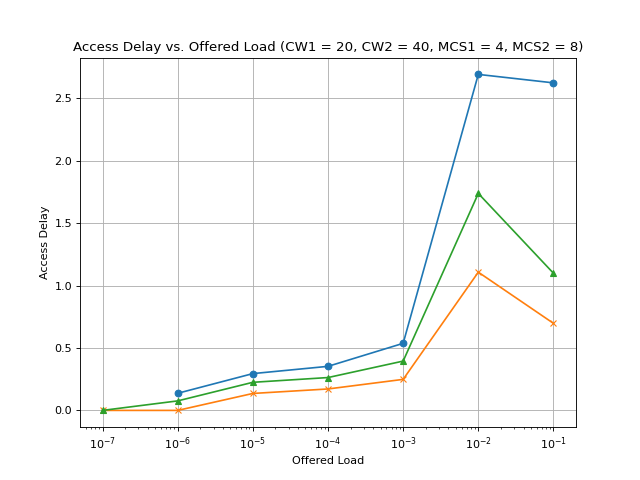 Access Delay vs. Offered Load (CW1 = 20, CW2 = 40, MCS1 = 4, MCS2 = 8)
2.5
2.0
1.5
1.0
0.5
0.0
Access Delay
10⁻⁷ 10⁻⁶ 10⁻⁵ 10⁻⁴ 10⁻³ 10⁻² 10⁻¹
Offered Load